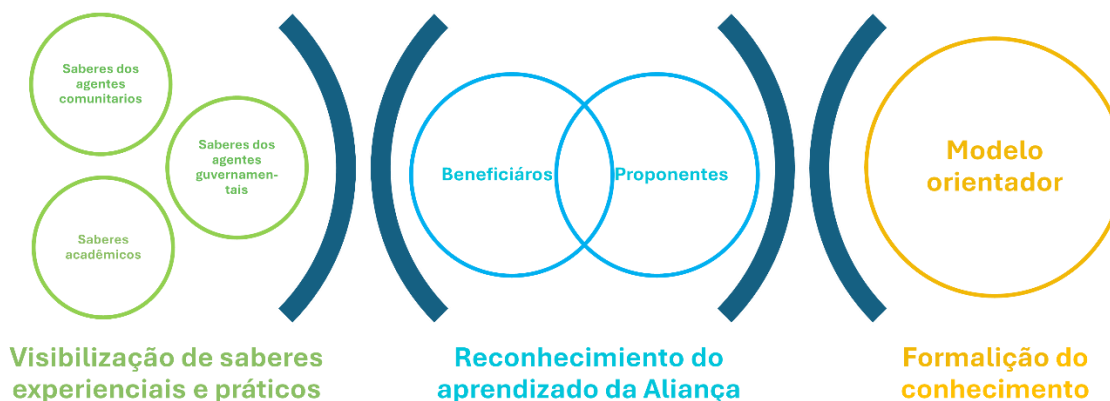 Saberes dos
agentes
comunitarios
Saberes dos
agentes
guvernamen-
tais
Saberes
acadêmicos
Beneficiáros
Proponentes
Modelo
orientador
Visibilização de saberes
experienciais e práticos
Reconhecimiento do
aprendizado da Aliança
Formalição do
conhecimento